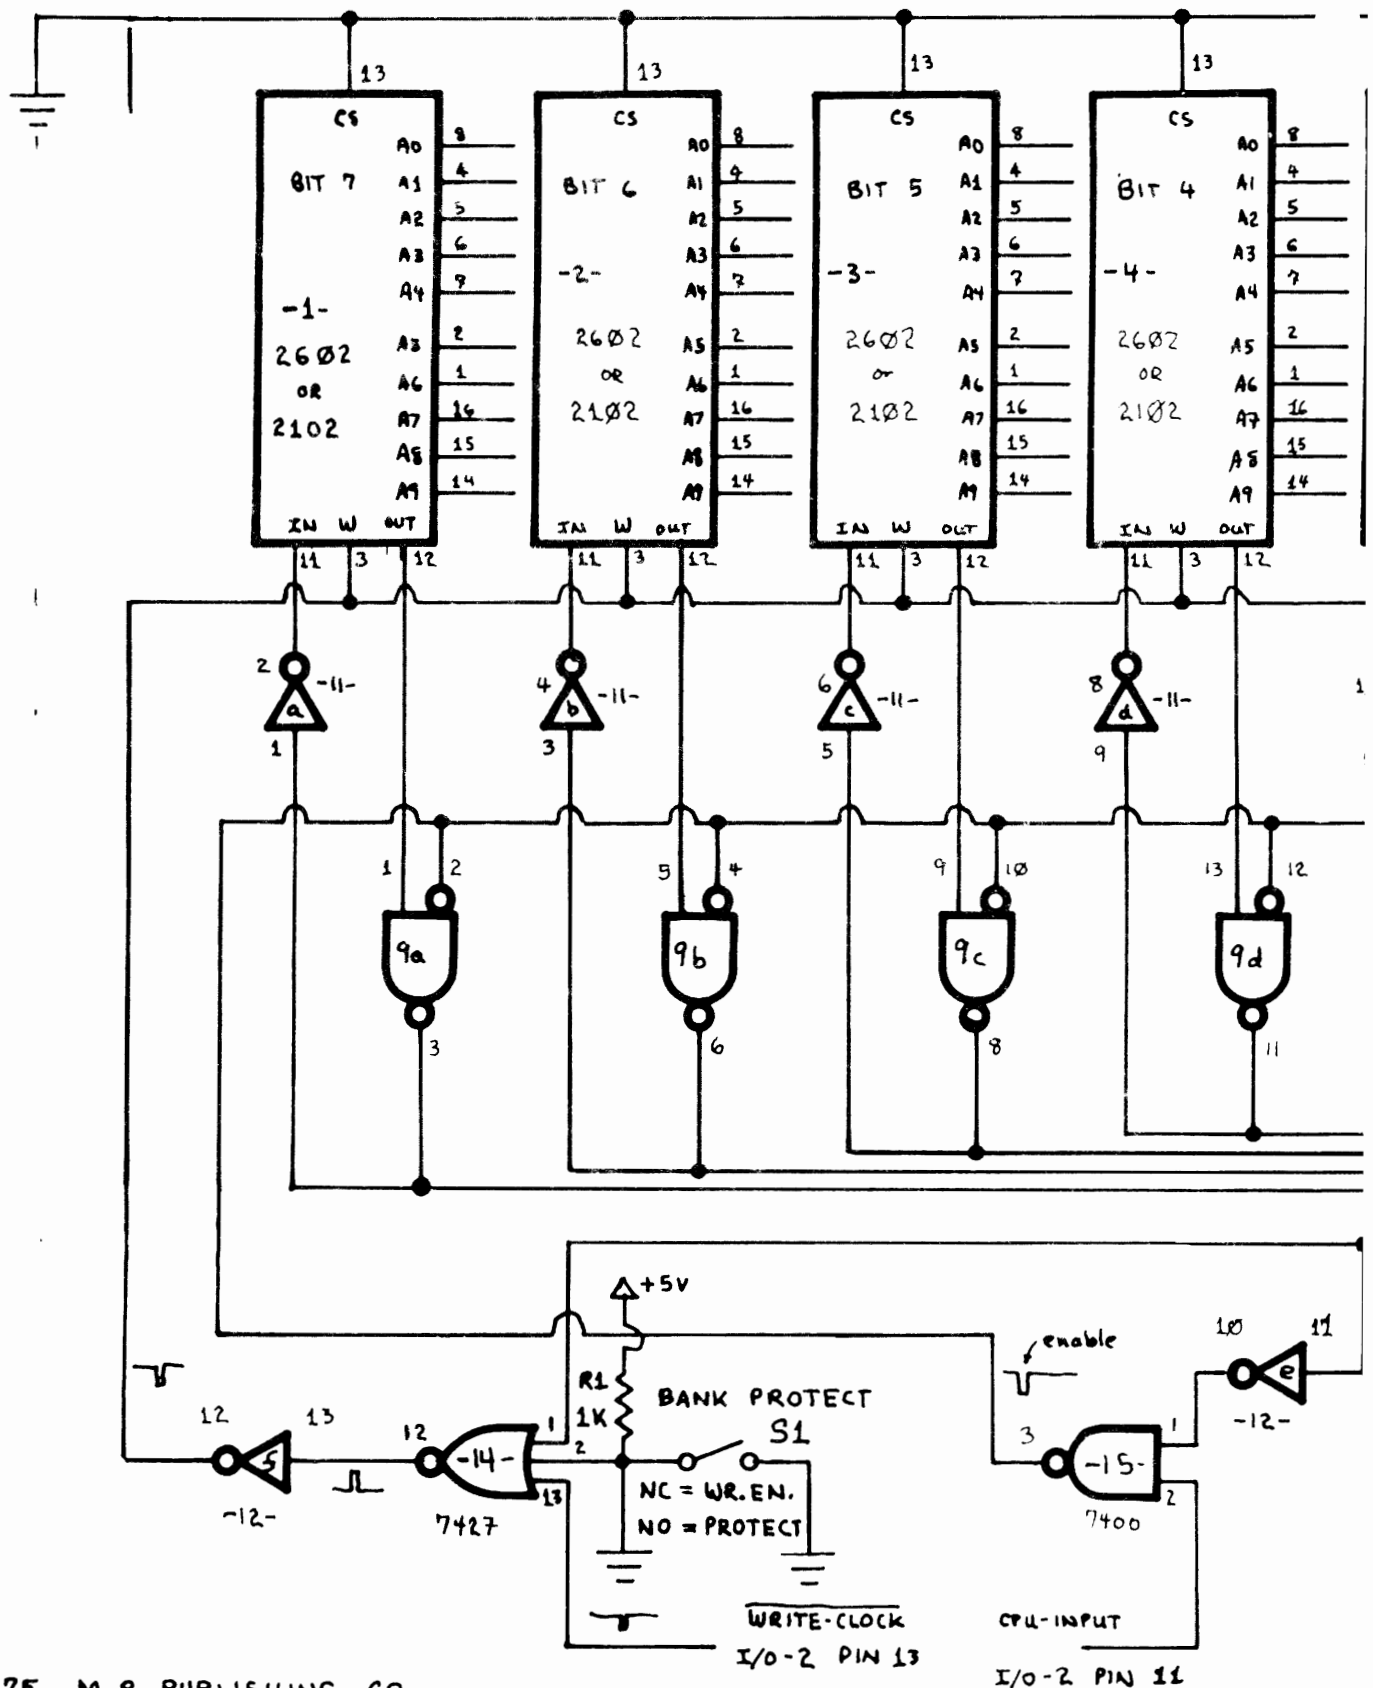 13 13 13 13
CS CS CS CS
BIT 7
A0 8
A1 4
A2 5
A3 6
A4 7
-1-
2602
OR
2102
A3 2
A6 1
A7 16
A8 15
A9 14
IN W OUT
11 3 12
BIT 6
A0 8
A1 4
A2 5
A3 6
A4 7
-2-
2602
OR
2102
A5 2
A6 1
A7 16
A8 15
A9 14
IN W OUT
11 3 12
BIT 5
A0 8
A1 4
A2 5
A3 6
A4 7
-3-
2602
or
2102
A5 2
A6 1
A7 16
A8 15
A9 14
IN W OUT
11 3 12
BIT 4
A0 8
A1 4
A2 5
A3 6
A4 7
-4-
2602
OR
2102
A5 2
A6 1
A7 16
A8 15
A9 14
IN W OUT
11 3 12
2 -11- 4 -11- 6 -11- 8 -11-
a b c d
1 3 5 9
1 2 5 4 9 10 13 12
9a 9b 9c 9d
3 6 8 11
+5V
enable
10 11
e
-12-
R1
1K
BANK PROTECT
S1
12 13 12 1
2
13
-14-
7427
-12-
NC = WR.EN.
NO = PROTECT
3 1
-15-
2
7400
WRITE-CLOCK
I/O-2 PIN 13
CPU-INPUT
I/O-2 PIN 11